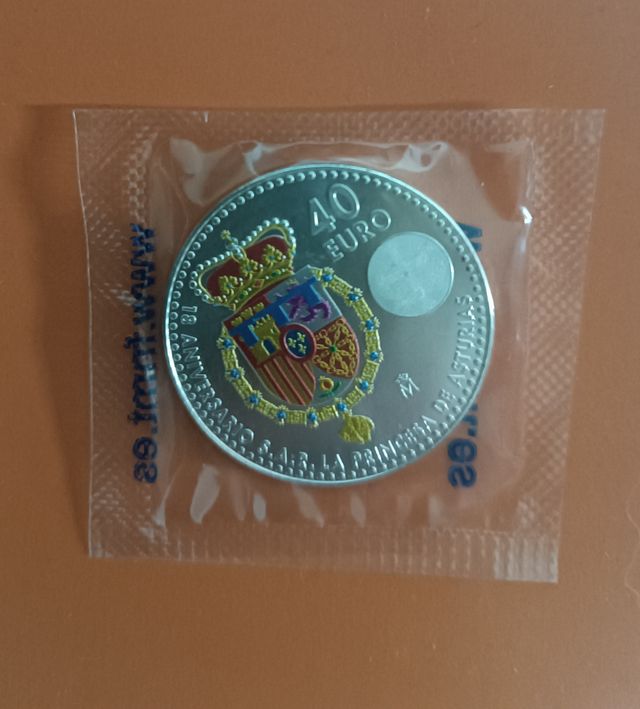 40
EURO
18 ANIVERSARIO S.A.R. LA PRINCESA DE ASTURIAS
M
www.fnmt.es